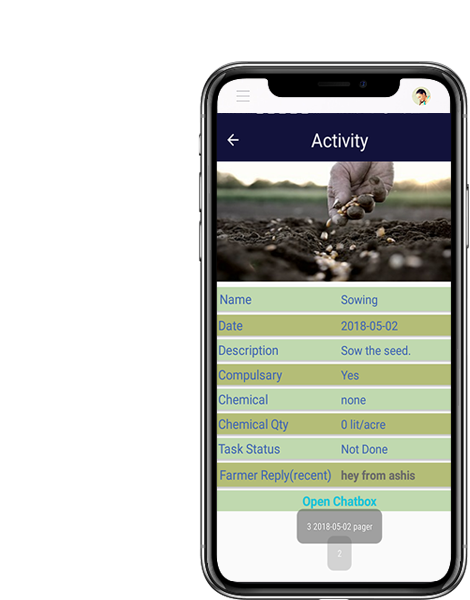 Activity
Name Sowing
Date 2018-05-02
Description Sow the seed.
Compulsary Yes
Chemical none
Chemical Qty 0 lit/acre
Task Status Not Done
Farmer Reply(recent) hey from ashis
Open Chatbox
3 2018-05-02 pager
2